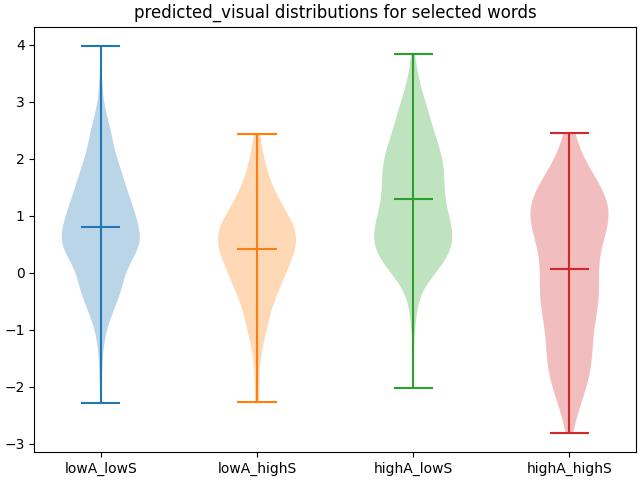 predicted_visual distributions for selected words
4
3
2
1
0
−1
−2
−3
lowA_lowS
lowA_highS
highA_lowS
highA_highS